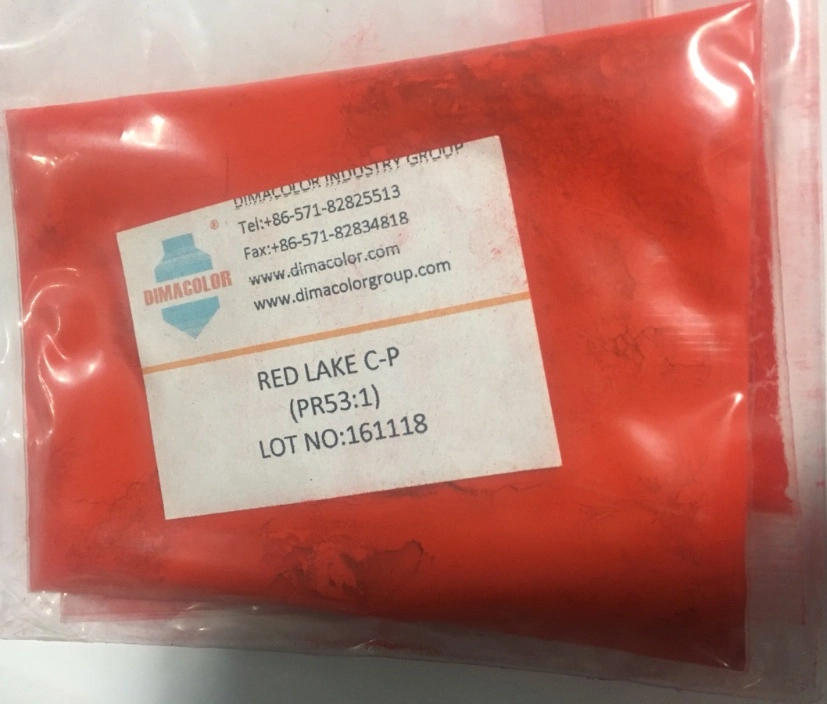 DIMACOLOR INDUSTRY GROUP
Tel:+86-571-82825513
Fax:+86-571-82834818
www.dimacolor.com
www.dimacolorgroup.com
®
DIMACOLOR
RED LAKE C-P
(PR53:1)
LOT NO:161118